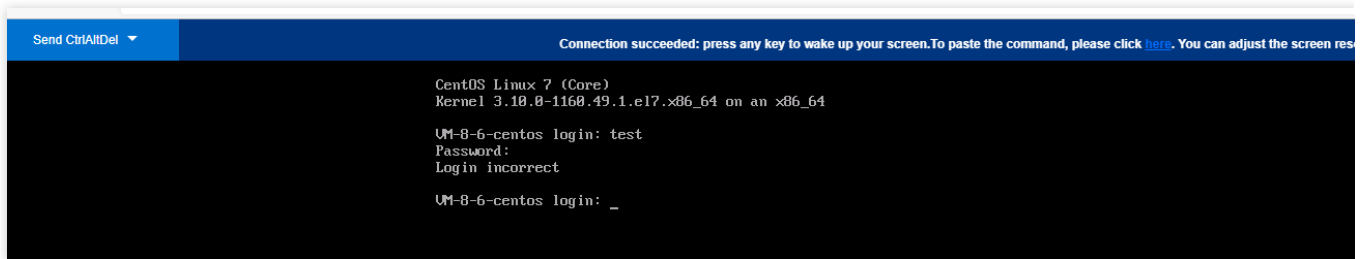 Send CtrlAltDel
Connection succeeded: press any key to wake up your screen.To paste the command, please click here. You can adjust the screen res
CentOS Linux 7 (Core)
Kernel 3.10.0-1160.49.1.el7.x86_64 on an x86_64
VM-8-6-centos login: test
Password:
Login incorrect
VM-8-6-centos login: _